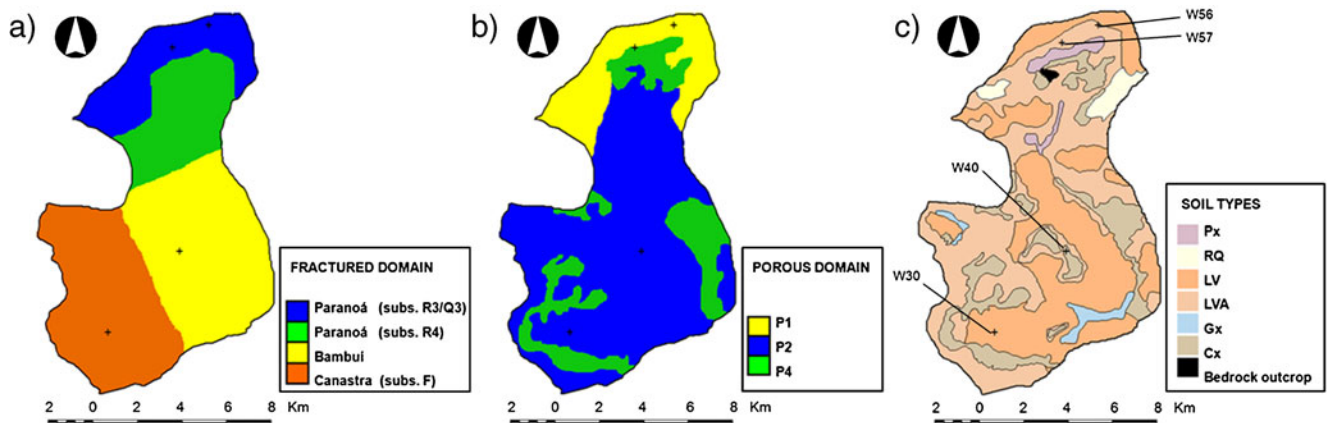 a)
FRACTURED DOMAIN
Paranoá (subs. R3/Q3)
Paranoá (subs. R4)
Bambuí
Canastra (subs. F)
2 0 2 4 6 8 Km
b)
POROUS DOMAIN
P1
P2
P4
2 0 2 4 6 8 Km
c)
W56
W57
W40
W30
SOIL TYPES
Px
RQ
LV
LVA
Gx
Cx
Bedrock outcrop
2 0 2 4 6 8 Km